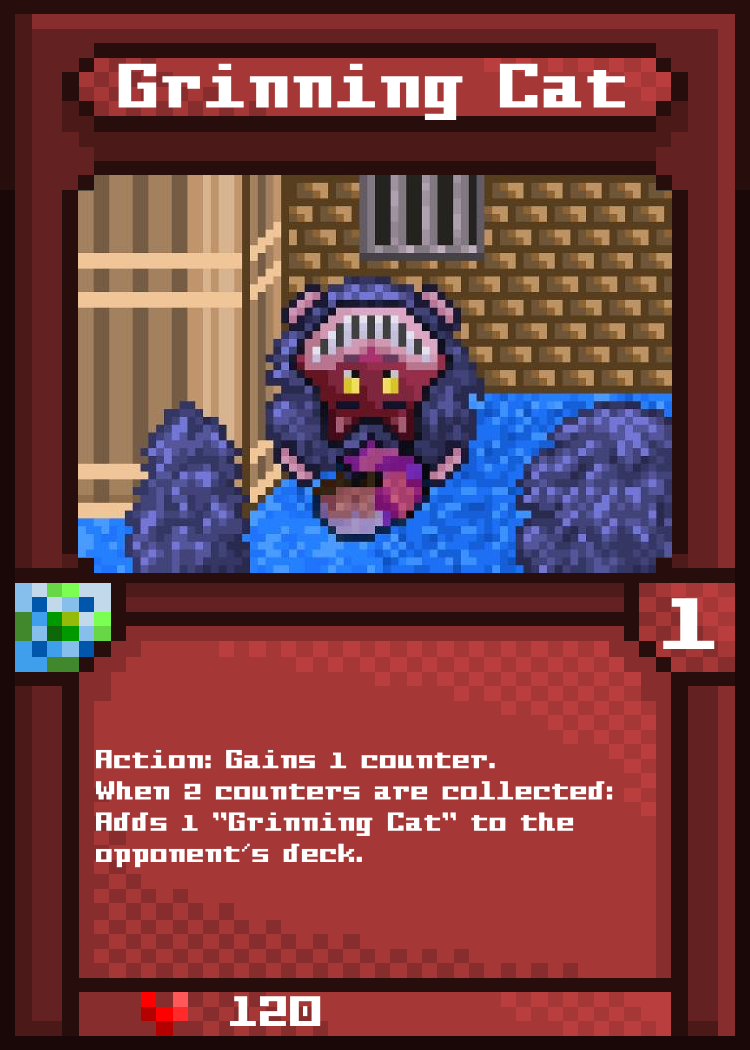 Grinning Cat
1
Action: Gains 1 counter.
When 2 counters are collected:
Adds 1 "Grinning Cat" to the
opponent's deck.
120